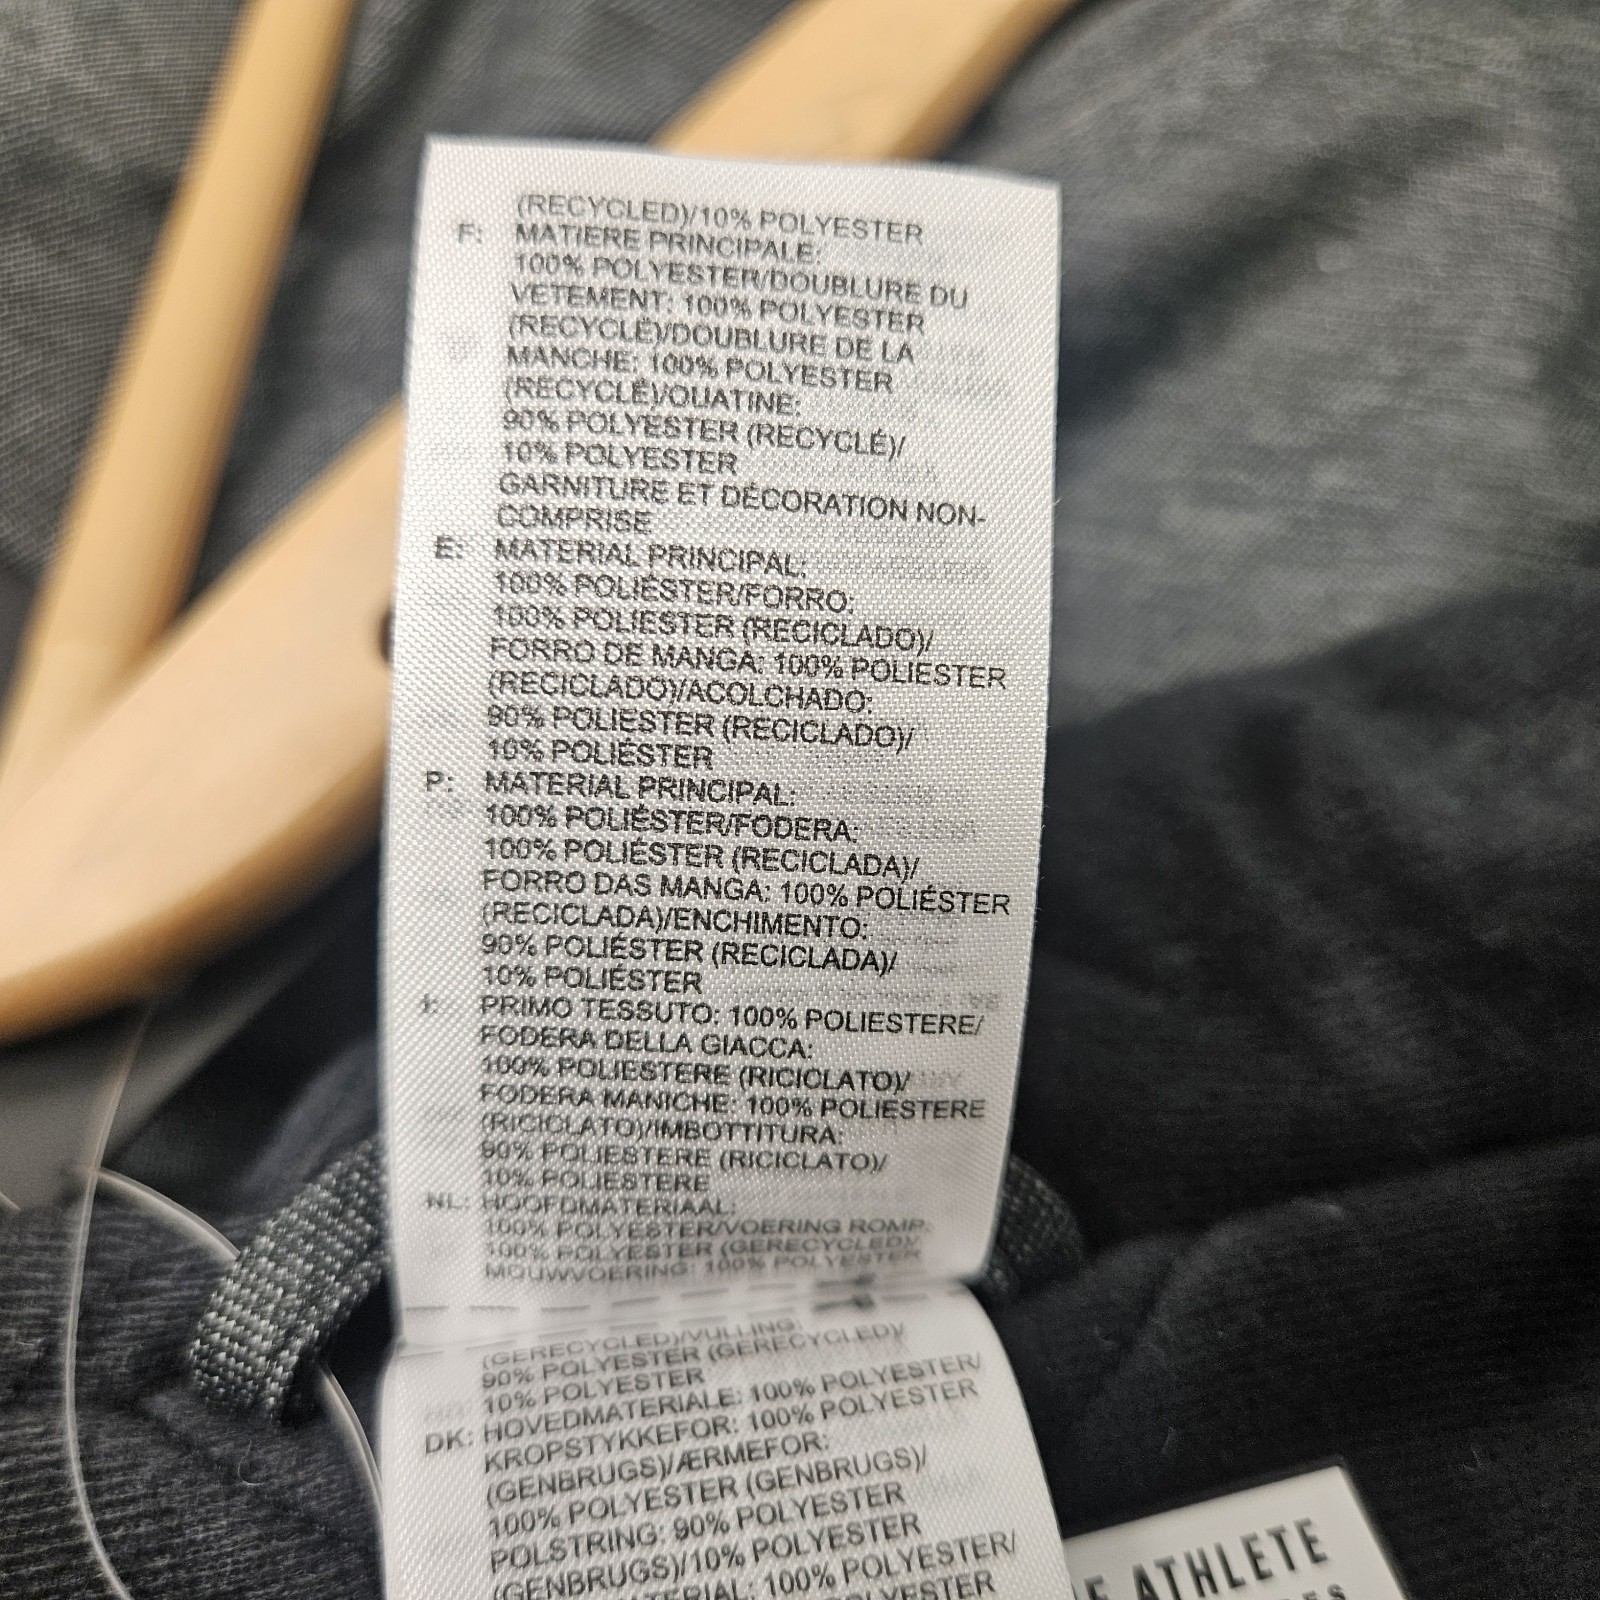 (RECYCLED)/10% POLYESTER
F: MATIERE PRINCIPALE:
100% POLYESTER/DOUBLURE DU
VETEMENT: 100% POLYESTER
(RECYCLÉ)/DOUBLURE DE LA
MANCHE: 100% POLYESTER
(RECYCLÉ)/OUATINE:
90% POLYESTER (RECYCLÉ)/
10% POLYESTER
GARNITURE ET DÉCORATION NON-
COMPRISE
E: MATERIAL PRINCIPAL:
100% POLIÉSTER/FORRO:
100% POLIESTER (RECICLADO)/
FORRO DE MANGA: 100% POLIESTER
(RECICLADO)/ACOLCHADO:
90% POLIESTER (RECICLADO)/
10% POLIÉSTER
P: MATERIAL PRINCIPAL:
100% POLIÉSTER/FODERA:
100% POLIÉSTER (RECICLADA)/
FORRO DAS MANGA: 100% POLIÉSTER
(RECICLADA)/ENCHIMENTO:
90% POLIÉSTER (RECICLADA)/
10% POLIÉSTER
I: PRIMO TESSUTO: 100% POLIESTERE/
FODERA DELLA GIACCA:
100% POLIESTERE (RICICLATO)/
FODERA MANICHE: 100% POLIESTERE
(RICICLATO)/IMBOTTITURA:
90% POLIESTERE (RICICLATO)/
10% POLIESTERE
NL: HOOFDMATERIAAL:
100% POLYESTER/VOERING ROMP:
100% POLYESTER (GERECYCLED)/
MOUWVOERING: 100% POLYESTER
(GERECYCLED)/VULLING:
90% POLYESTER (GERECYCLED)/
10% POLYESTER
DK: HOVEDMATERIALE: 100% POLYESTER/
KROPSTYKKEFOR: 100% POLYESTER
(GENBRUGS)/ÆRMEFOR:
100% POLYESTER (GENBRUGS)/
POLSTRING: 90% POLYESTER
(GENBRUGS)/10% POLYESTER
100% POLYESTER/
ATHLETE